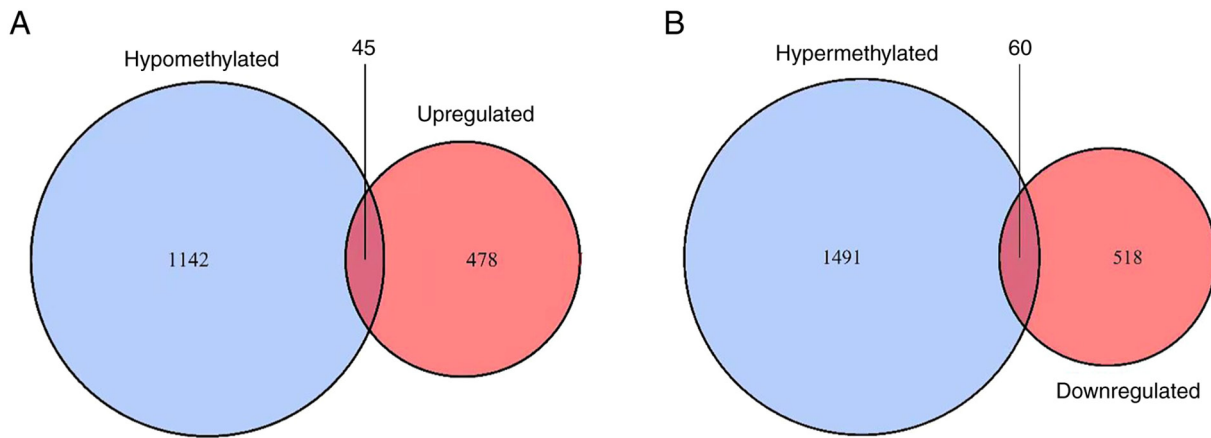 A
B
45
60
Hypomethylated
Hypermethylated
Upregulated
1142
478
1491
518
Downregulated